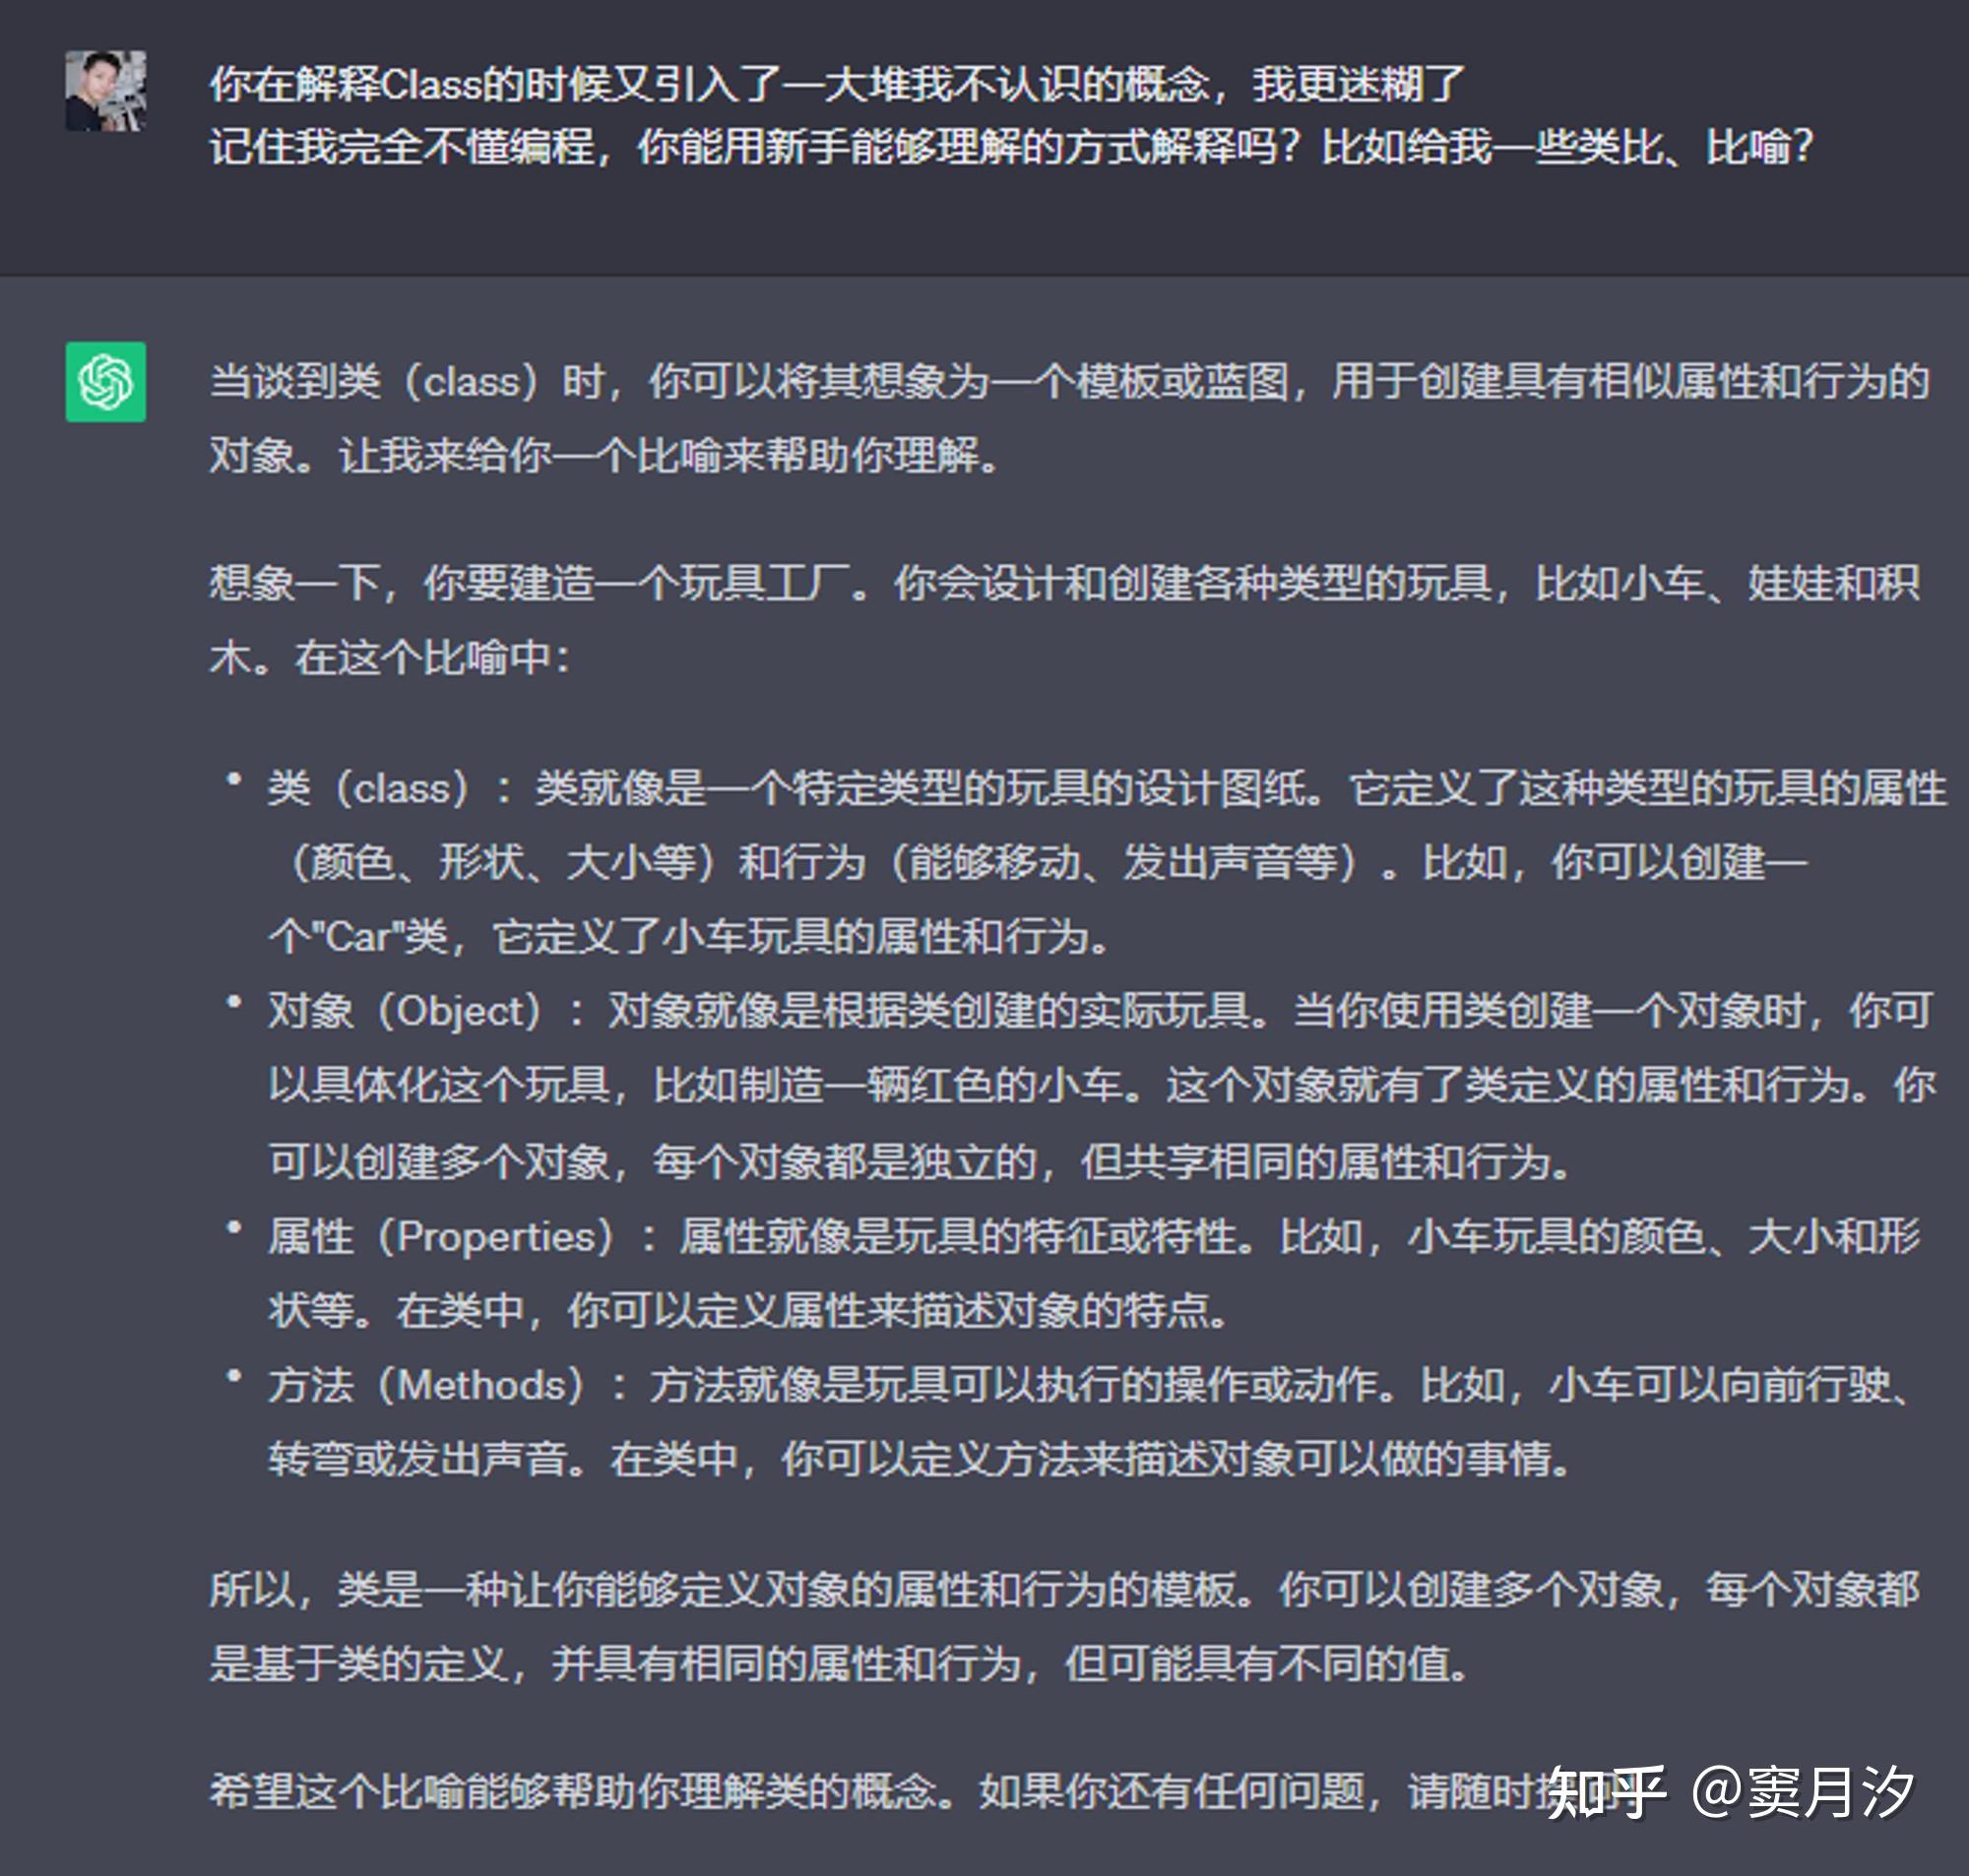 你在解释Class的时候又引入了一大堆我不认识的概念，我更迷糊了
记住我完全不懂编程，你能用新手能够理解的方式解释吗？比如给我一些类比、比喻？
当谈到类（class）时，你可以将其想象为一个模板或蓝图，用于创建具有相似属性和行为的
对象。让我来给你一个比喻来帮助你理解。
想象一下，你要建造一个玩具工厂。你会设计和创建各种类型的玩具，比如小车、娃娃和积
木。在这个比喻中：
• 类（class）：类就像是一个特定类型的玩具的设计图纸。它定义了这种类型的玩具的属性
（颜色、形状、大小等）和行为（能够移动、发出声音等）。比如，你可以创建一
个"Car"类，它定义了小车玩具的属性和行为。
• 对象（Object）：对象就像是根据类创建的实际玩具。当你使用类创建一个对象时，你可
以具体化这个玩具，比如制造一辆红色的小车。这个对象就有了类定义的属性和行为。你
可以创建多个对象，每个对象都是独立的，但共享相同的属性和行为。
• 属性（Properties）：属性就像是玩具的特征或特性。比如，小车玩具的颜色、大小和形
状等。在类中，你可以定义属性来描述对象的特点。
• 方法（Methods）：方法就像是玩具可以执行的操作或动作。比如，小车可以向前行驶、
转弯或发出声音。在类中，你可以定义方法来描述对象可以做的事情。
所以，类是一种让你能够定义对象的属性和行为的模板。你可以创建多个对象，每个对象都
是基于类的定义，并具有相同的属性和行为，但可能具有不同的值。
希望这个比喻能够帮助你理解类的概念。如果你还有任何问题，请随时
知乎 @窦月汐